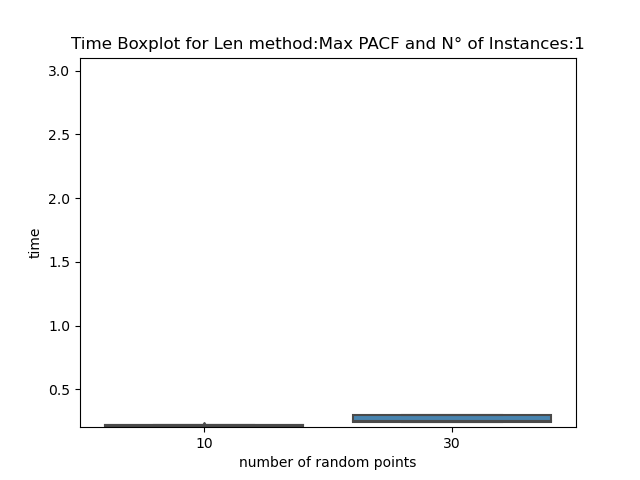 Time Boxplot for Len method:Max PACF and N° of Instances:1
3.0
2.5
2.0
1.5
1.0
0.5
time
10 30
number of random points